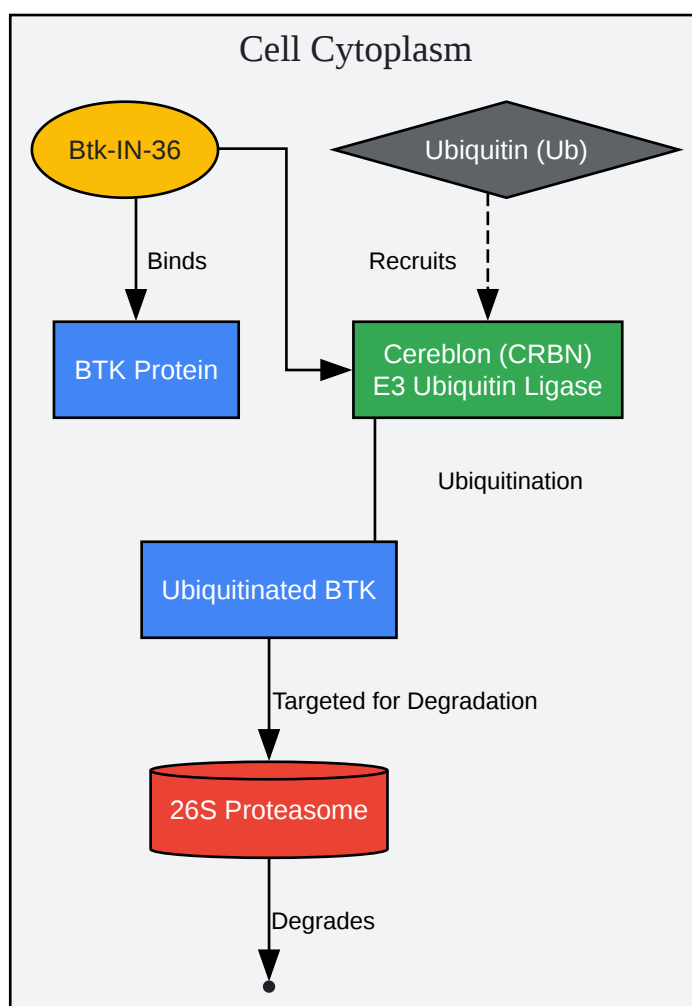 Cell Cytoplasm
Btk-IN-36
Ubiquitin (Ub)
Binds
Recruits
BTK Protein
Cereblon (CRBN)
E3 Ubiquitin Ligase
Ubiquitination
Ubiquitinated BTK
Targeted for Degradation
26S Proteasome
Degrades